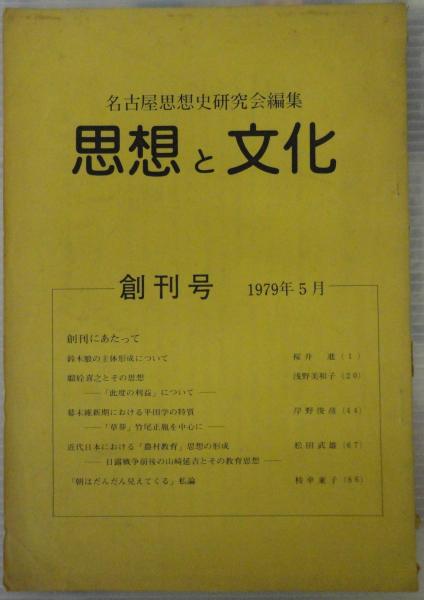 名古屋思想史研究会編集
思想と文化
創刊号 1979年5月
創刊にあたって
鈴木朖の主体形成について 桜井 進(1)
喜之とその思想 浅野美和子(20)
——「此度の利益」について——
幕末維新期における平田学の特質 岸野俊彦(44)
——「草莽」竹尾正胤を中心に——
近代日本における「農村教育」思想の形成 松田武雄(67)
——日露戦争前後の山崎延吉とその教育思想——
「朝はだんだん見えてくる」私論 東子(86)